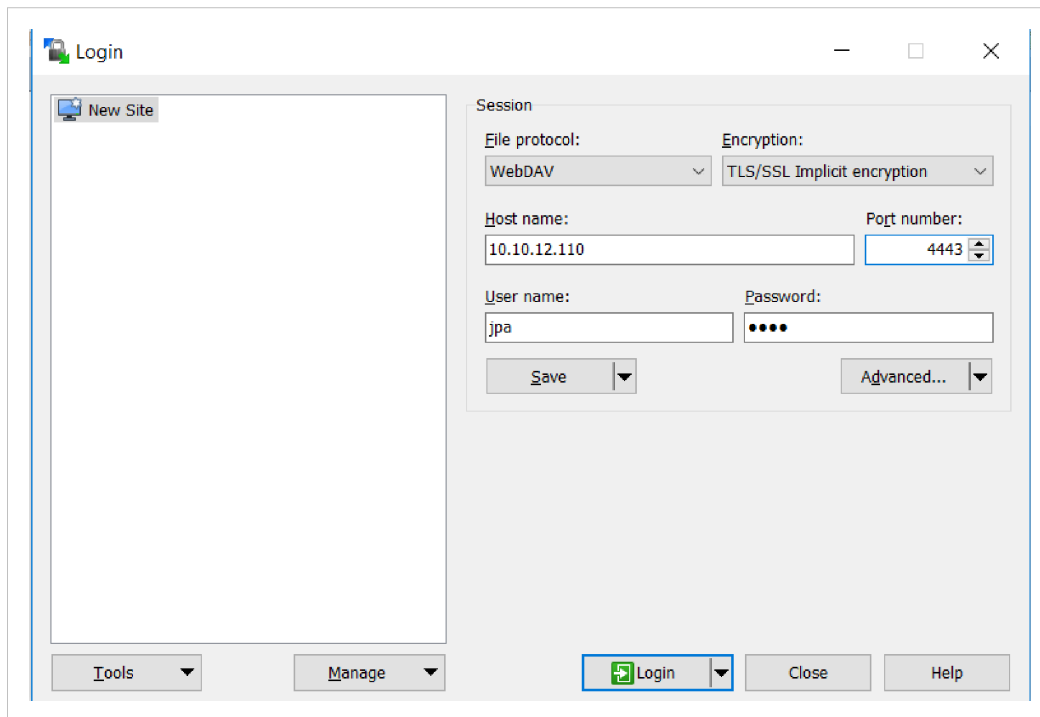 Login
New Site
Session
File protocol:
Encryption:
WebDAV
TLS/SSL Implicit encryption
Host name:
Port number:
10.10.12.110
4443
User name:
Password:
jpa
••••
Save
Advanced...
Tools
Manage
Login
Close
Help